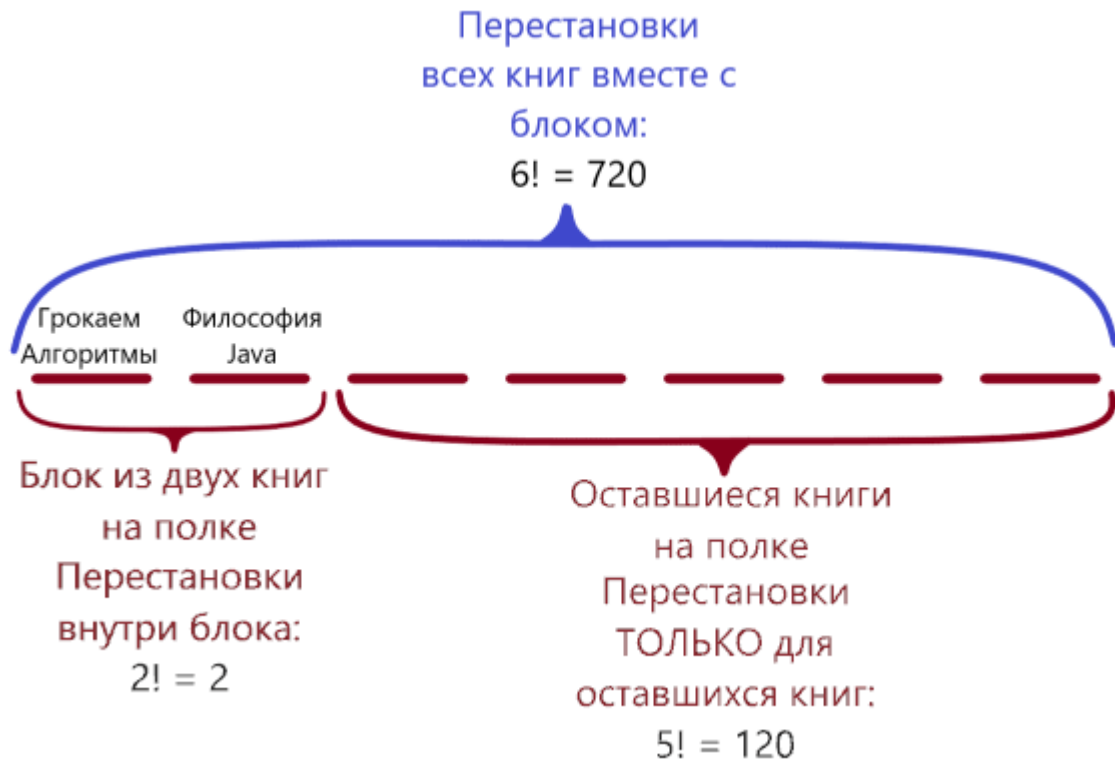 Перестановки
всех книг вместе с
блоком:
6! = 720
Грокаем
Алгоритмы
Философия
Java
Блок из двух книг
на полке
Перестановки
внутри блока:
2! = 2
Оставшиеся книги
на полке
Перестановки
ТОЛЬКО для
оставшихся книг:
5! = 120